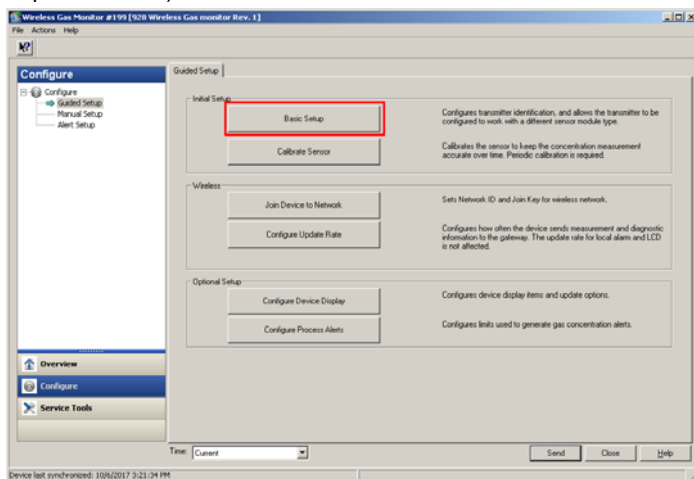 Wireless Gas Monitor #199 [928 Wireless Gas monitor Rev. 1]
File Actions Help
Configure
Configure
Guided Setup
Manual Setup
Alert Setup
Overview
Configure
Service Tools
Guided Setup
Initial Setup
Basic Setup
Configures transmitter identification, and allows the transmitter to be
configured to work with a different sensor module type.
Calibrate Sensor
Calibrates the sensor to keep the concentration measurement
accurate over time. Periodic calibration is required.
Wireless
Join Device to Network
Sets Network ID and Join Key for wireless network.
Configure Update Rate
Configures how often the device sends measurement and diagnostic
information to the gateway. The update rate for local alarm and LCD
is not affected.
Optional Setup
Configure Device Display
Configures device display items and update options.
Configure Process Alerts
Configures limits used to generate gas concentration alerts.
Time: Current
Send Close Help
Device last synchronized: 10/6/2017 3:21:34 PM